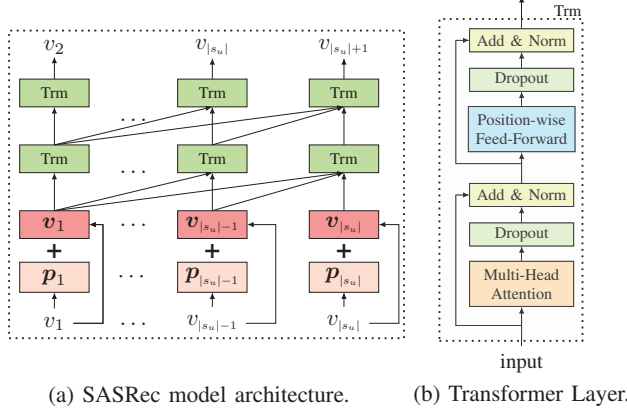 v_2 v_{|s_u|} v_{|s_u|+1}
Trm Trm Trm
. . .
Trm Trm Trm
v_1 . . . v_{|s_u|−1} v_{|s_u|}
+ + +
p_1 . . . p_{|s_u|−1} p_{|s_u|}
v_1 . . . v_{|s_u|−1} v_{|s_u|}
(a) SASRec model architecture.
Trm
Add & Norm
Dropout
Position-wise
Feed-Forward
Add & Norm
Dropout
Multi-Head
Attention
input
(b) Transformer Layer.